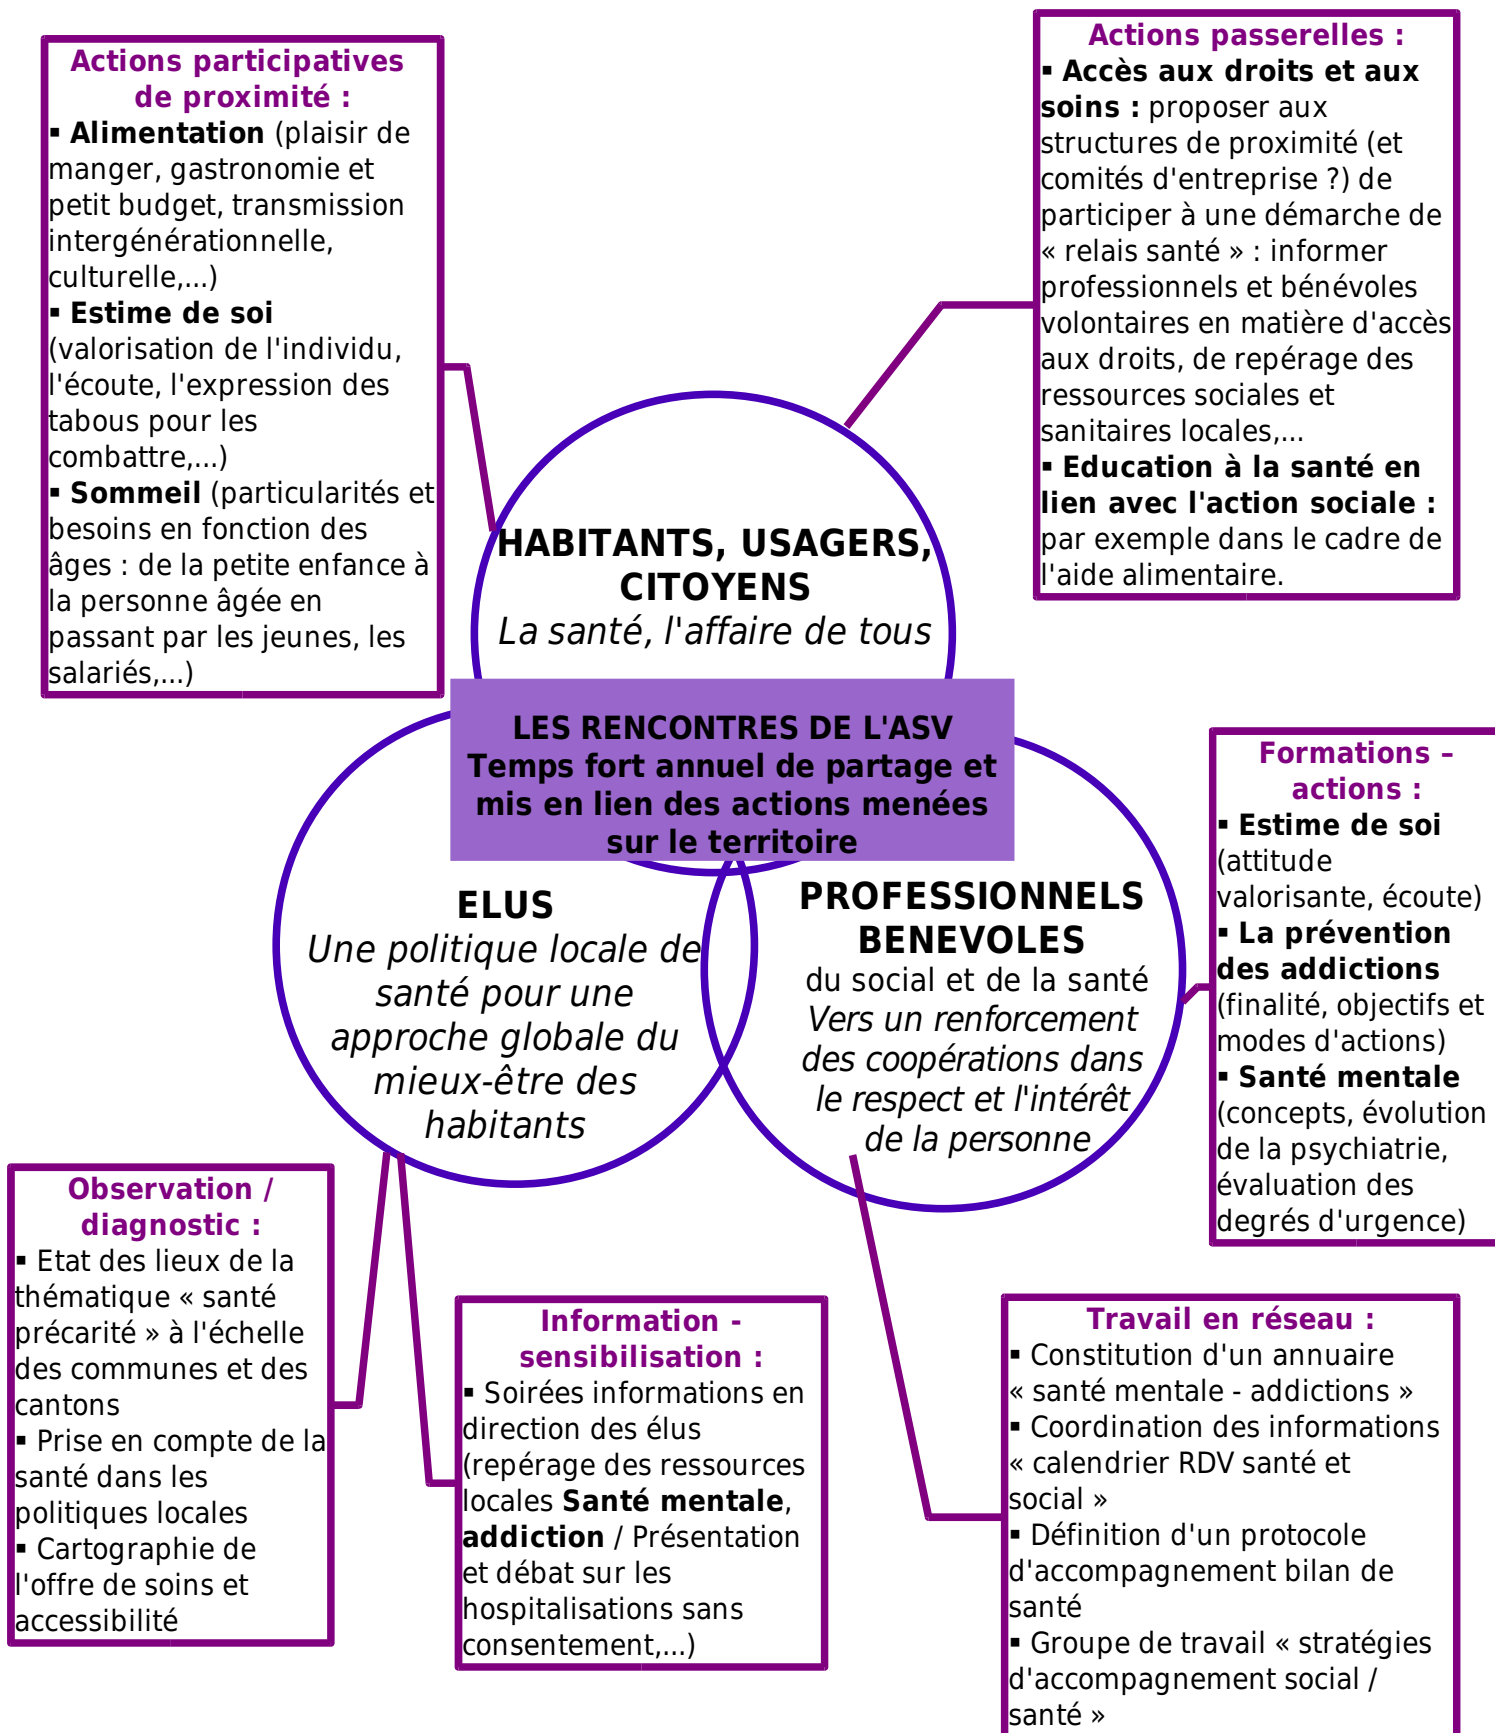 Actions participatives
de proximité :
▪ Alimentation (plaisir de
manger, gastronomie et
petit budget, transmission
intergénérationnelle,
culturelle,...)
▪ Estime de soi
(valorisation de l'individu,
l'écoute, l'expression des
tabous pour les
combattre,...)
▪ Sommeil (particularités et
besoins en fonction des
âges : de la petite enfance à
la personne âgée en
passant par les jeunes, les
salariés,...)
Actions passerelles :
▪ Accès aux droits et aux
soins : proposer aux
structures de proximité (et
comités d'entreprise ?) de
participer à une démarche de
« relais santé » : informer
professionnels et bénévoles
volontaires en matière d'accès
aux droits, de repérage des
ressources sociales et
sanitaires locales,...
▪ Education à la santé en
lien avec l'action sociale :
par exemple dans le cadre de
l'aide alimentaire.
HABITANTS, USAGERS,
CITOYENS
La santé, l'affaire de tous
LES RENCONTRES DE L'ASV
Temps fort annuel de partage et
mis en lien des actions menées
sur le territoire
ELUS
Une politique locale de
santé pour une
approche globale du
mieux-être des
habitants
PROFESSIONNELS
BENEVOLES
du social et de la santé
Vers un renforcement
des coopérations dans
le respect et l'intérêt
de la personne
Formations –
actions :
▪ Estime de soi
(attitude
valorisante, écoute)
▪ La prévention
des addictions
(finalité, objectifs et
modes d'actions)
▪ Santé mentale
(concepts, évolution
de la psychiatrie,
évaluation des
degrés d'urgence)
Observation /
diagnostic :
▪ Etat des lieux de la
thématique « santé
précarité » à l'échelle
des communes et des
cantons
▪ Prise en compte de la
santé dans les
politiques locales
▪ Cartographie de
l'offre de soins et
accessibilité
Information -
sensibilisation :
▪ Soirées informations en
direction des élus
(repérage des ressources
locales Santé mentale,
addiction / Présentation
et débat sur les
hospitalisations sans
consentement,...)
Travail en réseau :
▪ Constitution d'un annuaire
« santé mentale - addictions »
▪ Coordination des informations
« calendrier RDV santé et
social »
▪ Définition d'un protocole
d'accompagnement bilan de
santé
▪ Groupe de travail « stratégies
d'accompagnement social /
santé »